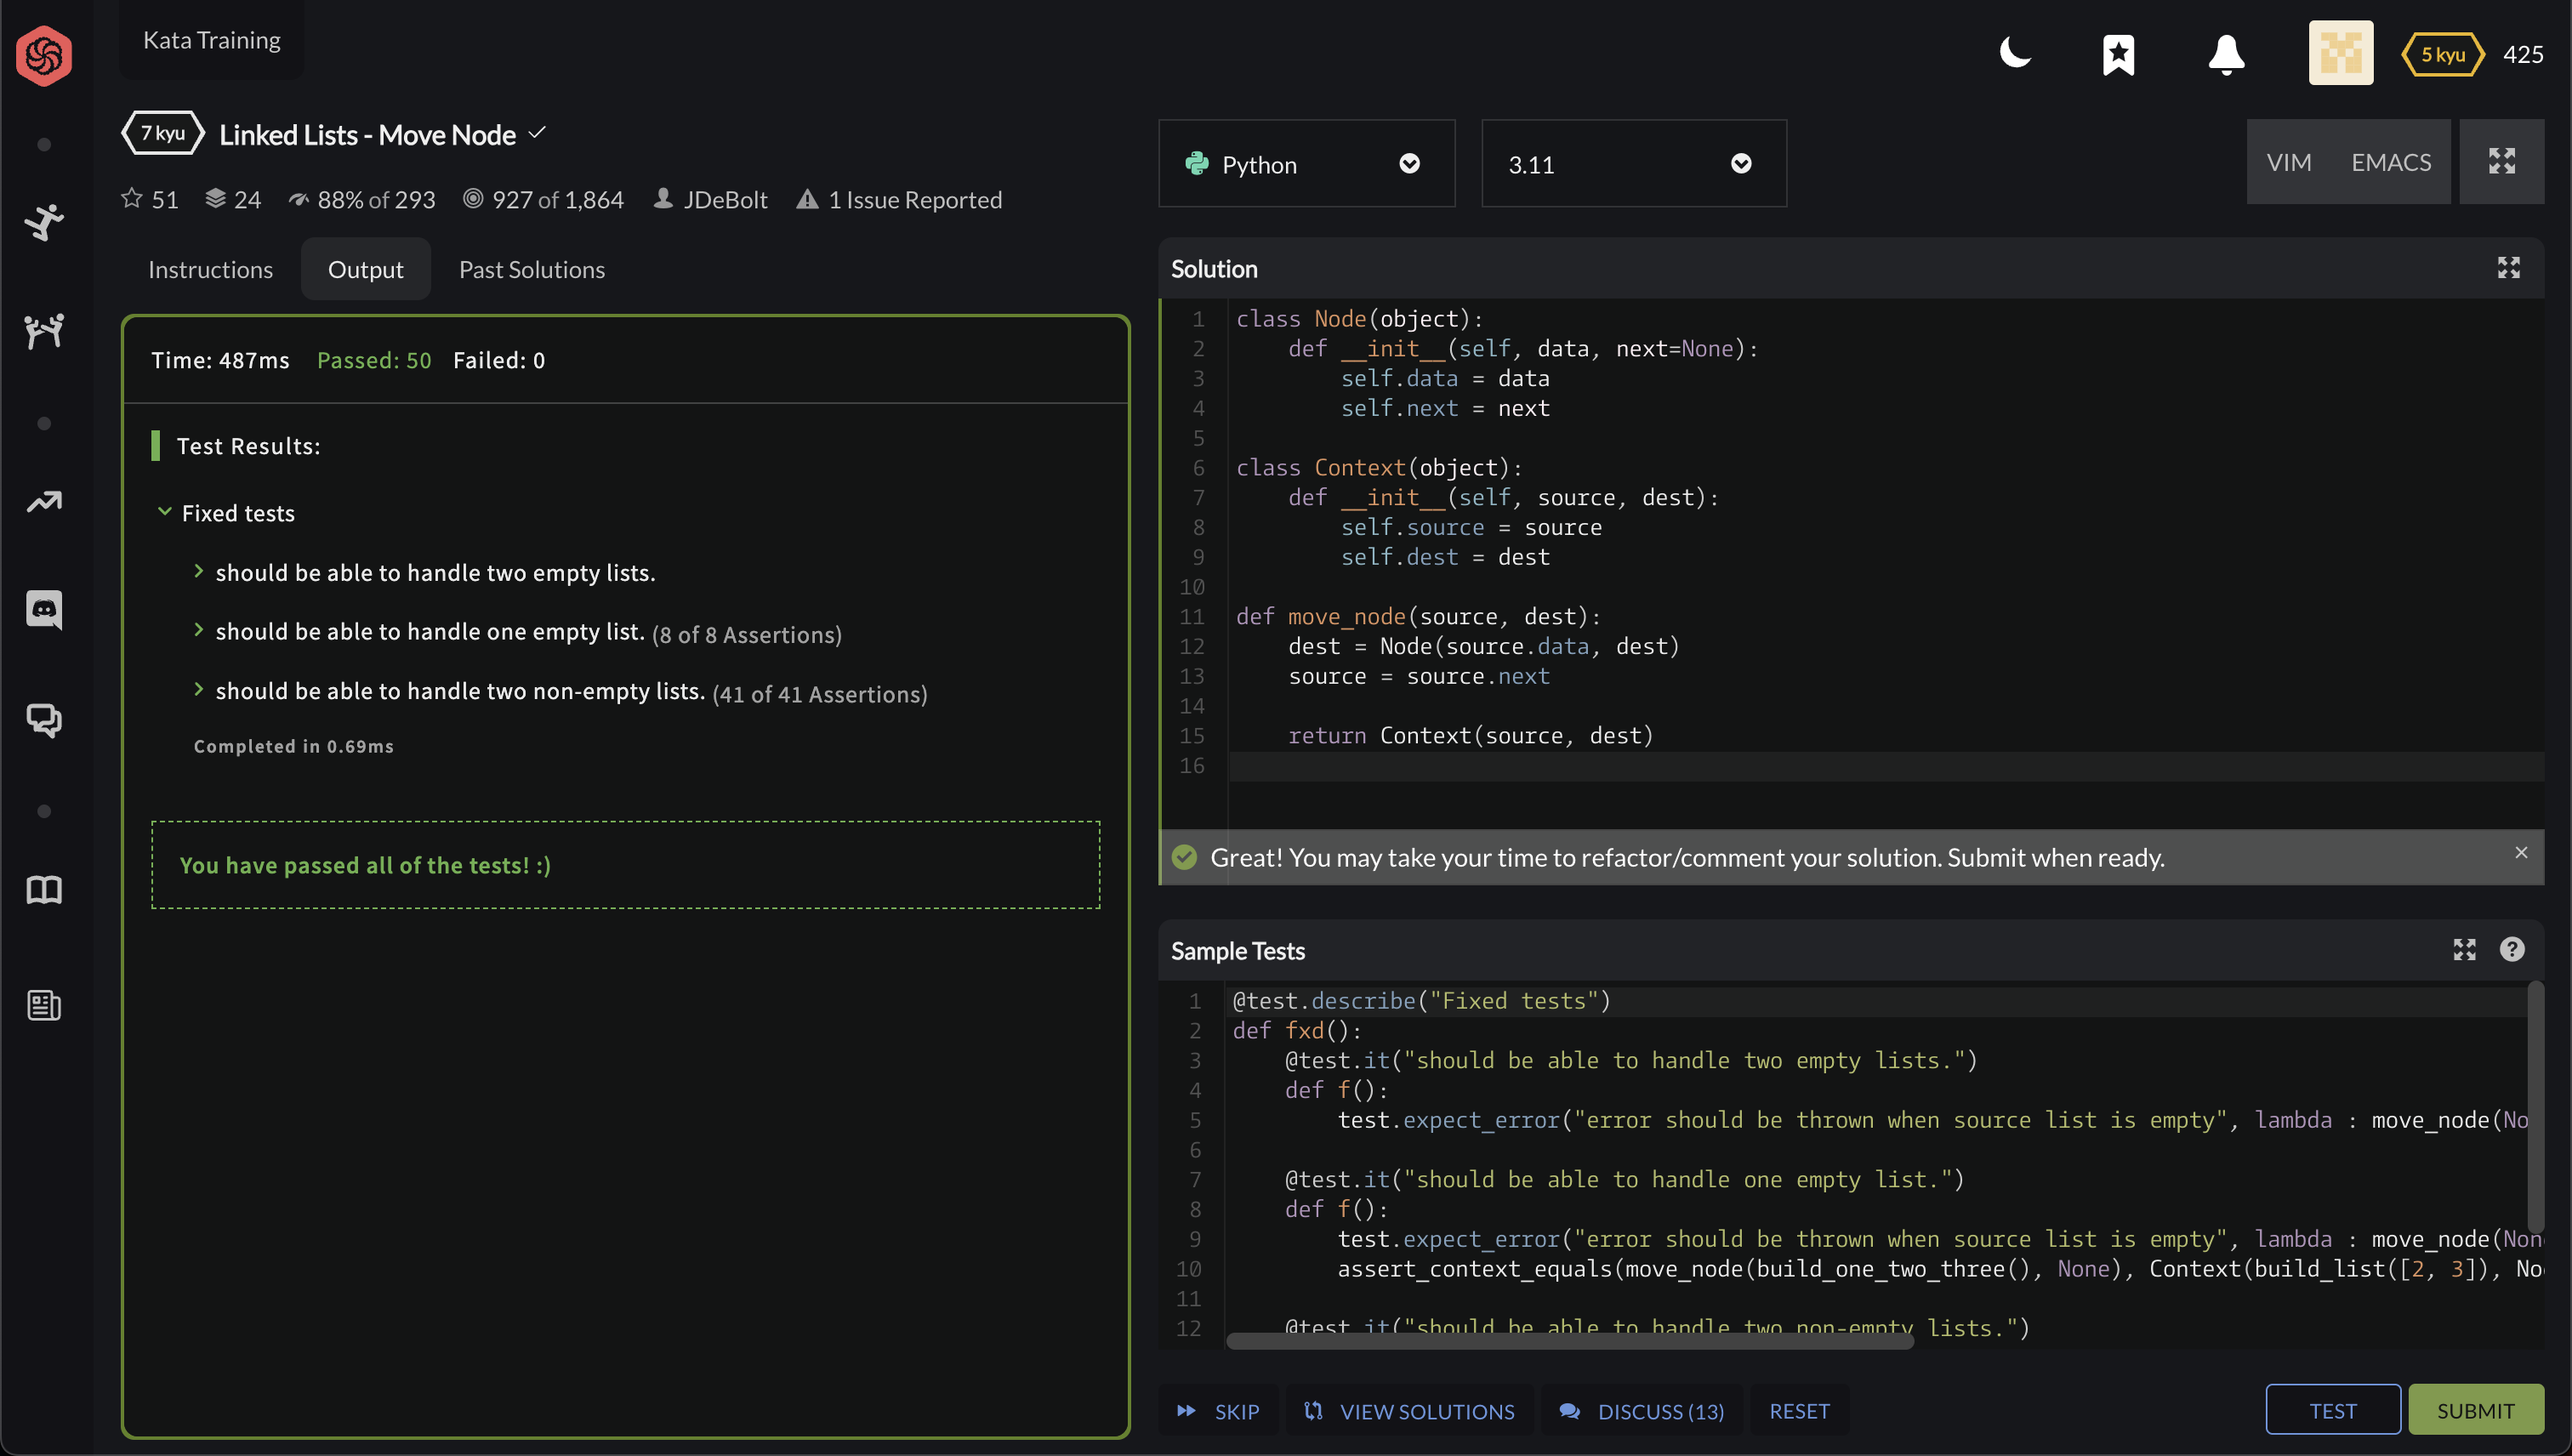 Kata Training
5 kyu 425
7 kyu Linked Lists - Move Node
51 24 88% of 293 927 of 1,864 JDeBolt 1 Issue Reported
Instructions Output Past Solutions
Time: 487ms Passed: 50 Failed: 0
Test Results:
Fixed tests
should be able to handle two empty lists.
should be able to handle one empty list. (8 of 8 Assertions)
should be able to handle two non-empty lists. (41 of 41 Assertions)
Completed in 0.69ms
You have passed all of the tests! :)
Python 3.11 VIM EMACS
Solution
1 class Node(object):
2     def __init__(self, data, next=None):
3         self.data = data
4         self.next = next
5
6 class Context(object):
7     def __init__(self, source, dest):
8         self.source = source
9         self.dest = dest
10
11 def move_node(source, dest):
12     dest = Node(source.data, dest)
13     source = source.next
14
15     return Context(source, dest)
16
Great! You may take your time to refactor/comment your solution. Submit when ready.
Sample Tests
1 @test.describe("Fixed tests")
2 def fxd():
3     @test.it("should be able to handle two empty lists.")
4     def f():
5         test.expect_error("error should be thrown when source list is empty", lambda : move_node(No
6
7     @test.it("should be able to handle one empty list.")
8     def f():
9         test.expect_error("error should be thrown when source list is empty", lambda : move_node(Non
10         assert_context_equals(move_node(build_one_two_three(), None), Context(build_list([2, 3]), No
11
12     @test.it("should be able to handle two non-empty lists.")
SKIP VIEW SOLUTIONS DISCUSS (13) RESET TEST SUBMIT